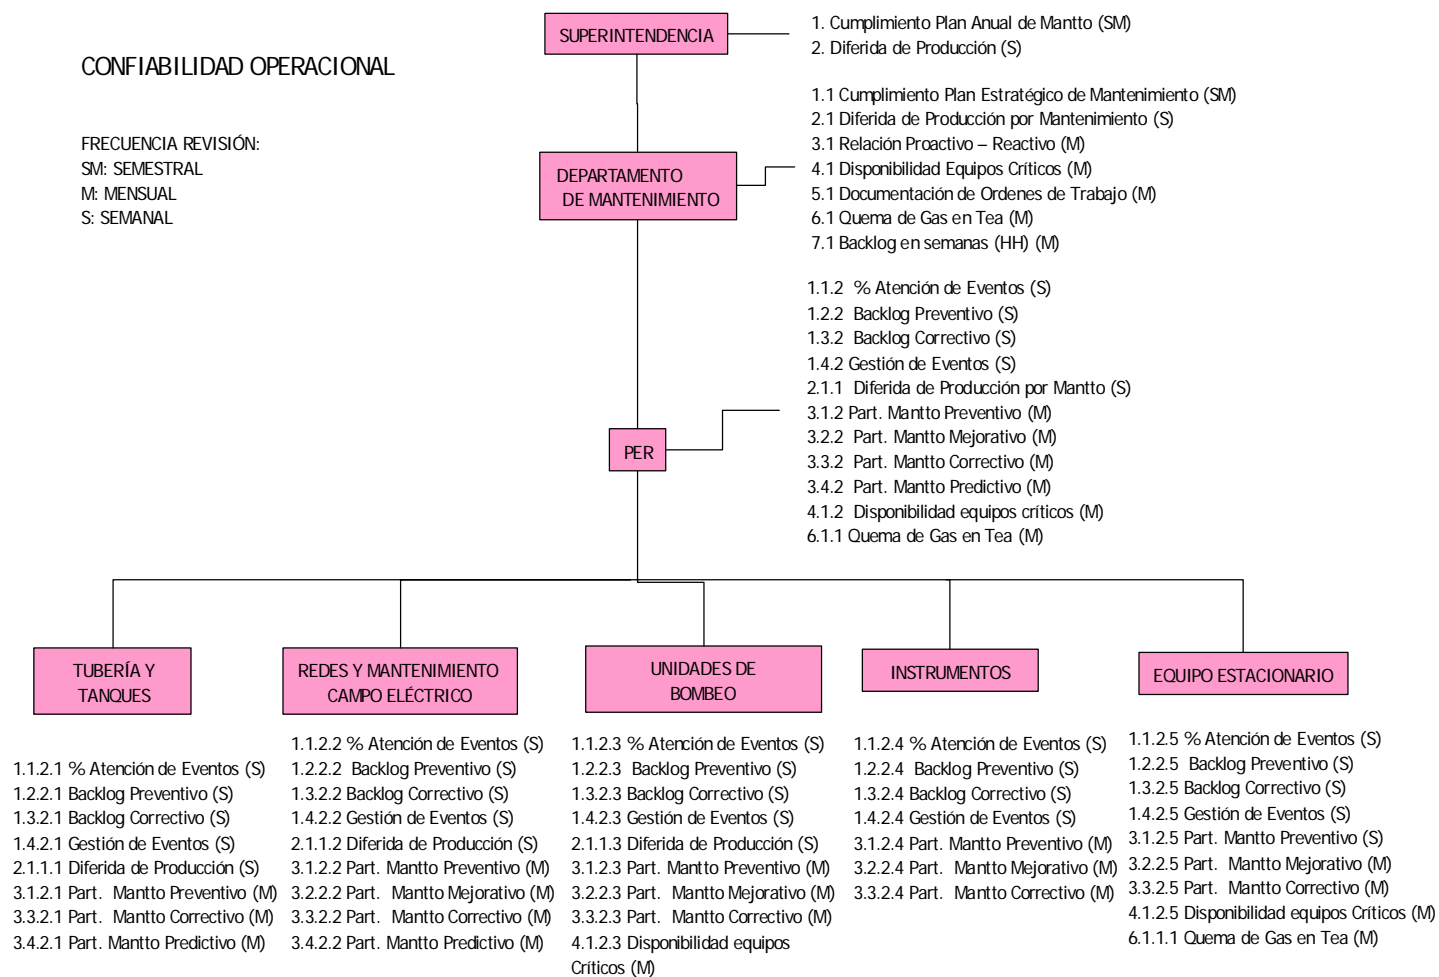 SUPERINTENDENCIA
1. Cumplimiento Plan Anual de Mantto (SM)
2. Diferida de Producción (S)
CONFIABILIDAD OPERACIONAL
FRECUENCIA REVISIÓN:
SM: SEMESTRAL
M: MENSUAL
S: SEMANAL
DEPARTAMENTO
DE MANTENIMIENTO
1.1 Cumplimiento Plan Estratégico de Mantenimiento (SM)
2.1 Diferida de Producción por Mantenimiento (S)
3.1 Relación Proactivo – Reactivo (M)
4.1 Disponibilidad Equipos Críticos (M)
5.1 Documentación de Ordenes de Trabajo (M)
6.1 Quema de Gas en Tea (M)
7.1 Backlog en semanas (HH) (M)
PER
1.1.2 % Atención de Eventos (S)
1.2.2 Backlog Preventivo (S)
1.3.2 Backlog Correctivo (S)
1.4.2 Gestión de Eventos (S)
2.1.1 Diferida de Producción por Mantto (S)
3.1.2 Part. Mantto Preventivo (M)
3.2.2 Part. Mantto Mejorativo (M)
3.3.2 Part. Mantto Correctivo (M)
3.4.2 Part. Mantto Predictivo (M)
4.1.2 Disponibilidad equipos críticos (M)
6.1.1 Quema de Gas en Tea (M)
TUBERÍA Y
TANQUES
1.1.2.1 % Atención de Eventos (S)
1.2.2.1 Backlog Preventivo (S)
1.3.2.1 Backlog Correctivo (S)
1.4.2.1 Gestión de Eventos (S)
2.1.1.1 Diferida de Producción (S)
3.1.2.1 Part. Mantto Preventivo (M)
3.3.2.1 Part. Mantto Correctivo (M)
3.4.2.1 Part. Mantto Predictivo (M)
REDES Y MANTENIMIENTO
CAMPO ELÉCTRICO
1.1.2.2 % Atención de Eventos (S)
1.2.2.2 Backlog Preventivo (S)
1.3.2.2 Backlog Correctivo (S)
1.4.2.2 Gestión de Eventos (S)
2.1.1.2 Diferida de Producción (S)
3.1.2.2 Part. Mantto Preventivo (M)
3.2.2.2 Part. Mantto Mejorativo (M)
3.3.2.2 Part. Mantto Correctivo (M)
3.4.2.2 Part. Mantto Predictivo (M)
UNIDADES DE
BOMBEO
1.1.2.3 % Atención de Eventos (S)
1.2.2.3 Backlog Preventivo (S)
1.3.2.3 Backlog Correctivo (S)
1.4.2.3 Gestión de Eventos (S)
2.1.1.3 Diferida de Producción (S)
3.1.2.3 Part. Mantto Preventivo (M)
3.2.2.3 Part. Mantto Mejorativo (M)
3.3.2.3 Part. Mantto Correctivo (M)
4.1.2.3 Disponibilidad equipos
Críticos (M)
INSTRUMENTOS
1.1.2.4 % Atención de Eventos (S)
1.2.2.4 Backlog Preventivo (S)
1.3.2.4 Backlog Correctivo (S)
1.4.2.4 Gestión de Eventos (S)
3.1.2.4 Part. Mantto Preventivo (M)
3.2.2.4 Part. Mantto Mejorativo (M)
3.3.2.4 Part. Mantto Correctivo (M)
EQUIPO ESTACIONARIO
1.1.2.5 % Atención de Eventos (S)
1.2.2.5 Backlog Preventivo (S)
1.3.2.5 Backlog Correctivo (S)
1.4.2.5 Gestión de Eventos (S)
3.1.2.5 Part. Mantto Preventivo (S)
3.2.2.5 Part. Mantto Mejorativo (M)
3.3.2.5 Part. Mantto Correctivo (M)
4.1.2.5 Disponibilidad equipos Críticos (M)
6.1.1.1 Quema de Gas en Tea (M)